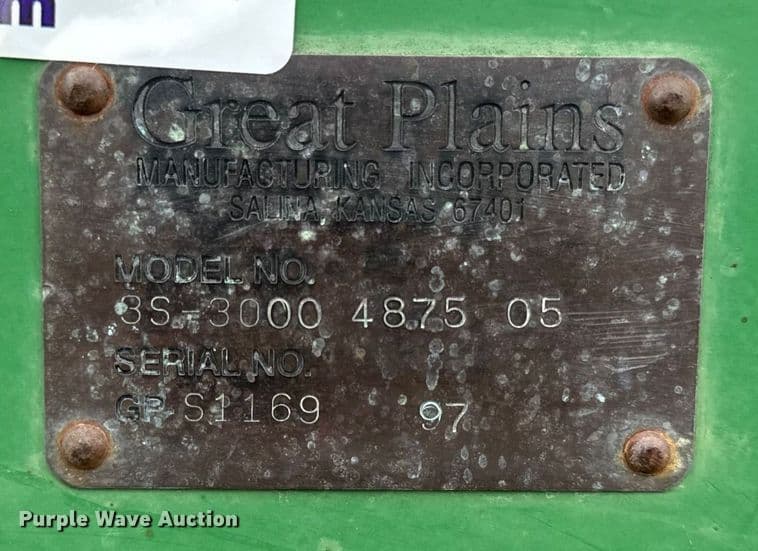 Great Plains
MANUFACTURING INCORPORATED
SALINA, KANSAS 67401
MODEL NO.
3S-3000 4875 05
SERIAL NO.
GP-S1169 97
Purple Wave Auction